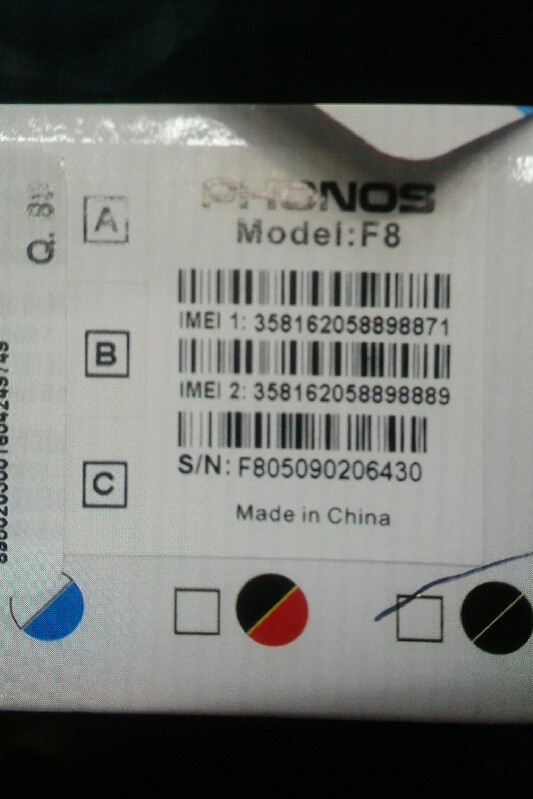 PHONOS
Model:F8
A
IMEI 1: 358162058898871
B
IMEI 2: 358162058898889
C
S/N: F805090206430
Made in China
Q.